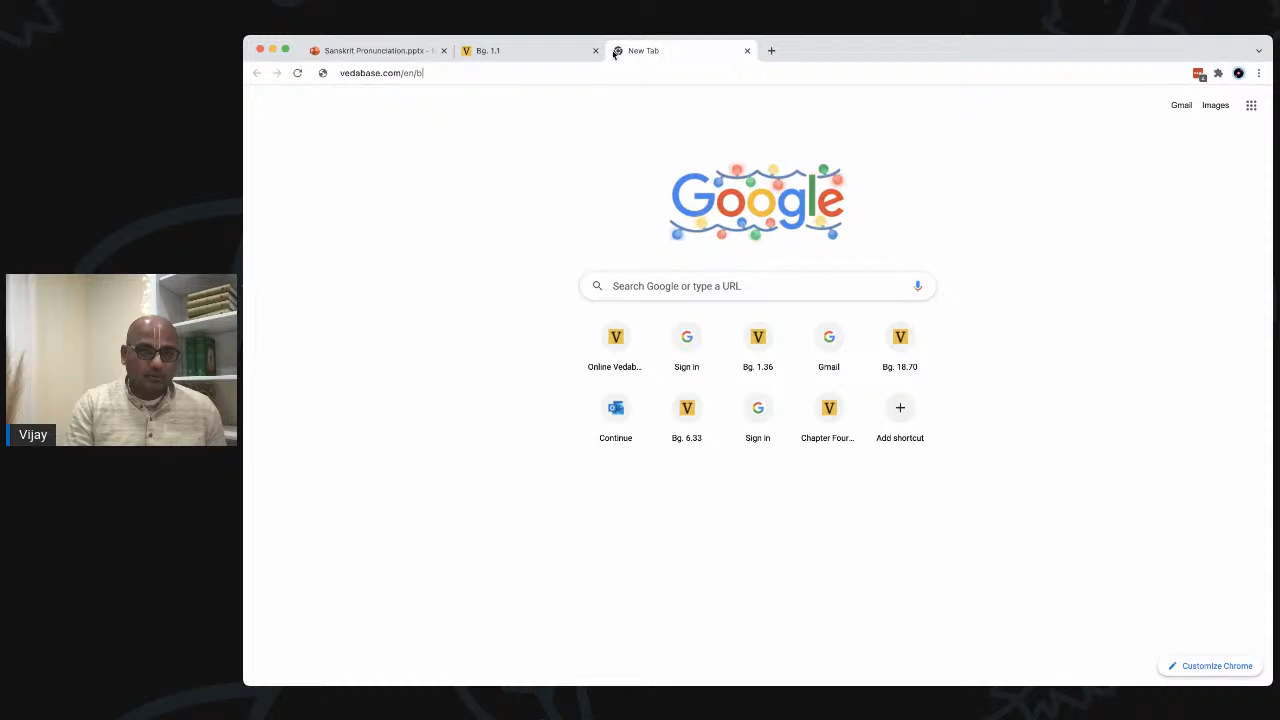 Sanskrit Pronunciation.pptx -
Bg. 1.1
New Tab
vedabase.com/en/b
Gmail
Images
Google
Search Google or type a URL
Online Vedab...
Sign in
Bg. 1.36
Gmail
Bg. 18.70
Continue
Bg. 6.33
Sign in
Chapter Four...
Add shortcut
Vijay
Customize Chrome